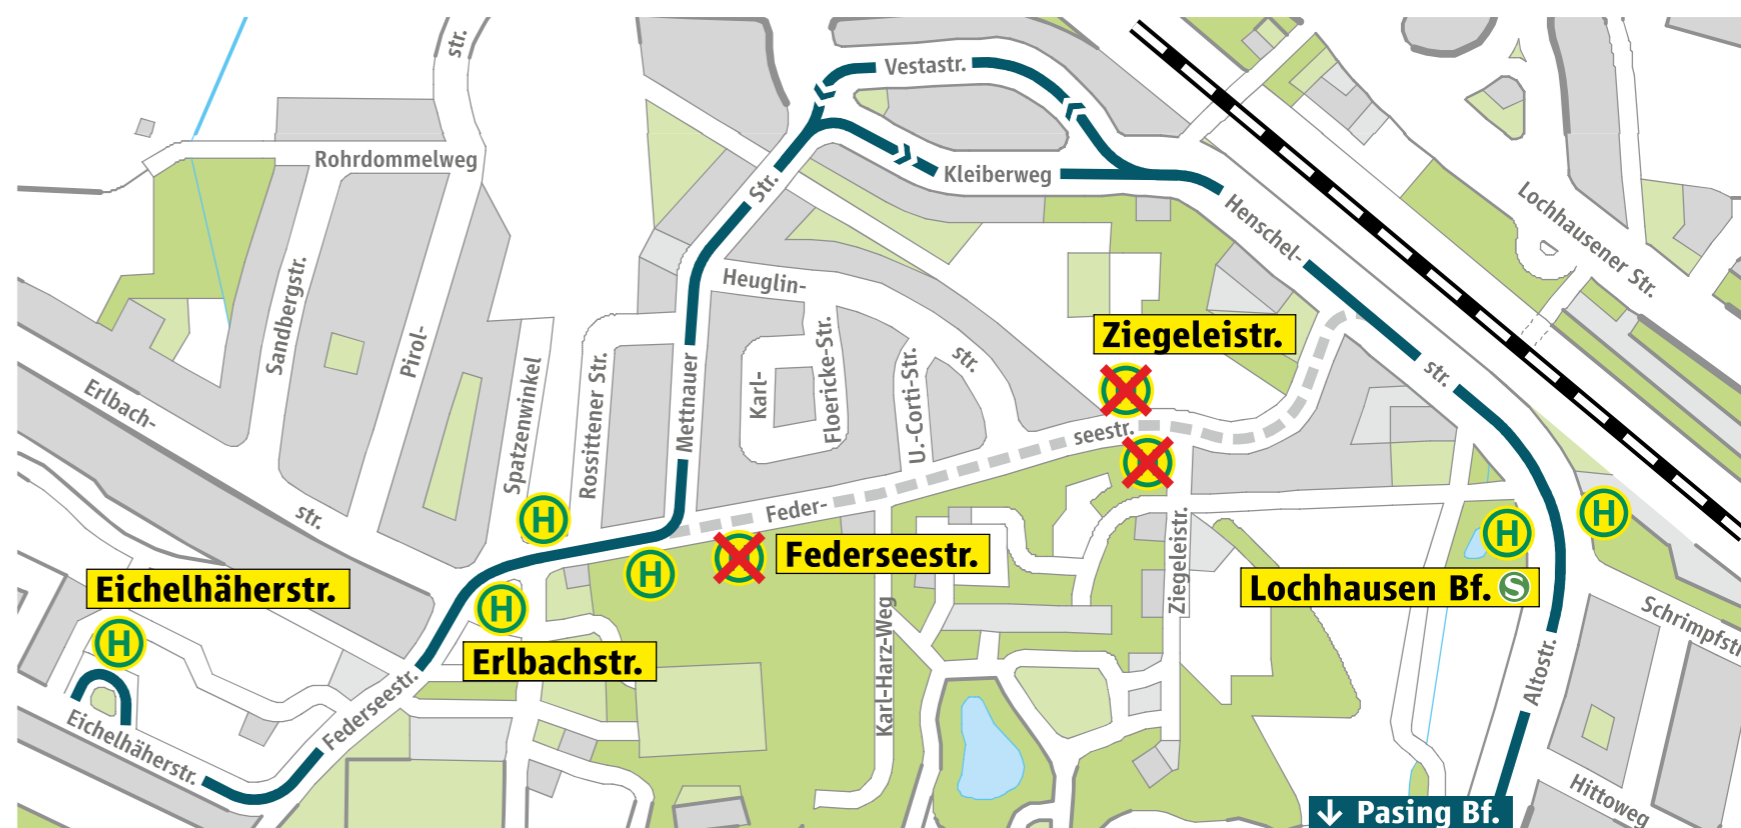 str.
Vestastr.
Rohrdommelweg
Kleiberweg
Str.
Lochhausener Str.
Henschel-
Heuglin-
Sandbergstr.
Pirol-
Ziegeleistr.
Erlbach-
Spatzenwinkel
Rossittener Str.
Mettnauer
Karl-
Floericke-Str.
U.-Corti-Str.
str.
str.
seestr.
Feder-
str.
H
H
H
H
H
H
Federseestr.
Eichelhäherstr.
Ziegeleistr.
Lochhausen Bf. S
Schrimpfstr
Erlbachstr.
Karl-Harz-Weg
Altostr.
Federseestr.
Eichelhäherstr.
Hittoweg
↓ Pasing Bf.